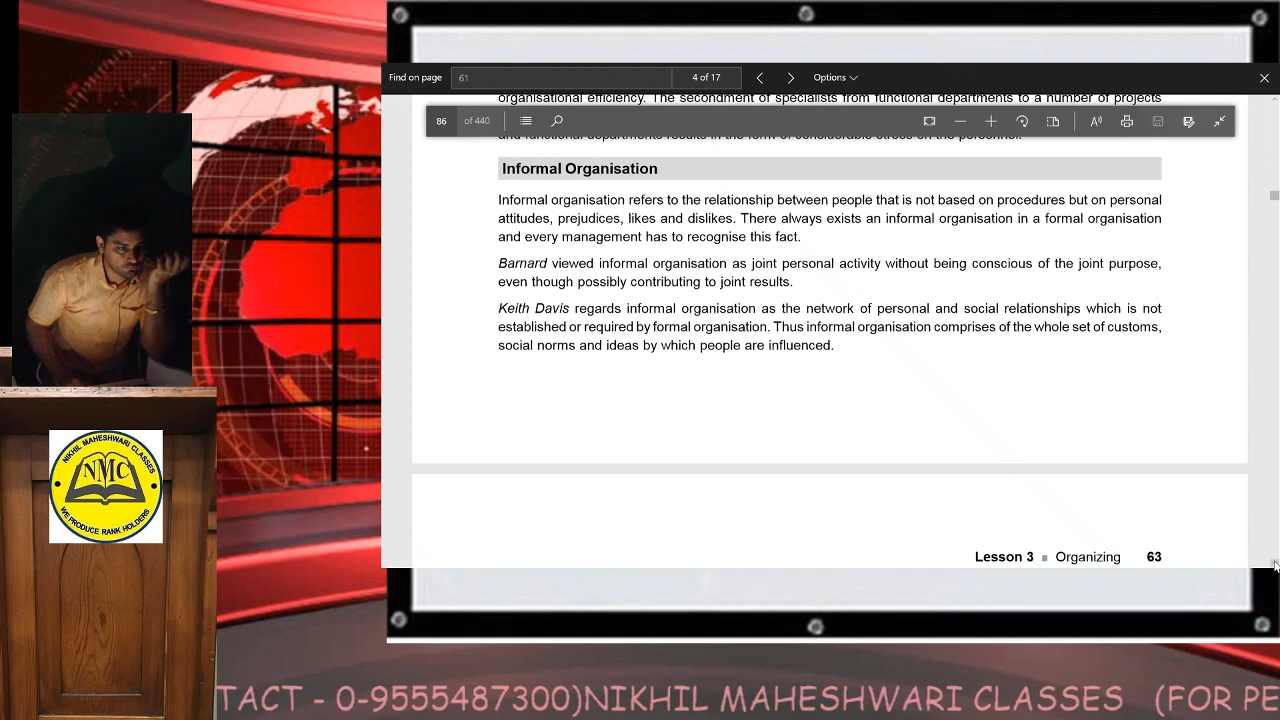 Find on page 61 4 of 17 Options
organisational efficiency. The secondment of specialists from functional departments to a number of projects
86 of 440
Informal Organisation
Informal organisation refers to the relationship between people that is not based on procedures but on personal
attitudes, prejudices, likes and dislikes. There always exists an informal organisation in a formal organisation
and every management has to recognise this fact.
Barnard viewed informal organisation as joint personal activity without being conscious of the joint purpose,
even though possibly contributing to joint results.
Keith Davis regards informal organisation as the network of personal and social relationships which is not
established or required by formal organisation. Thus informal organisation comprises of the whole set of customs,
social norms and ideas by which people are influenced.
Lesson 3 ■ Organizing 63
NIKHIL MAHESHWARI CLASSES
NMC
WE PRODUCE RANK HOLDERS
TACT - 0-9555487300)NIKHIL MAHESHWARI CLASSES (FOR PE